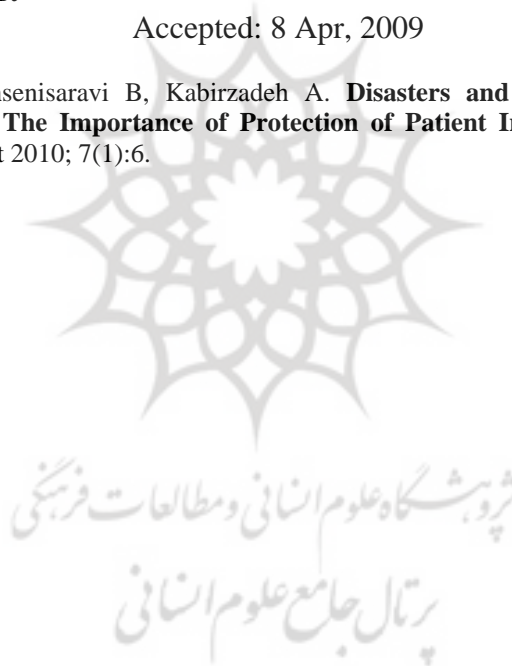 Accepted: 8 Apr, 2009
senisaravi B, Kabirzadeh A. Disasters and
The Importance of Protection of Patient In
t 2010; 7(1):6.
پژوهشگاه علوم انسانی و مطالعات فرهنگی
پرتال جامع علوم انسانی